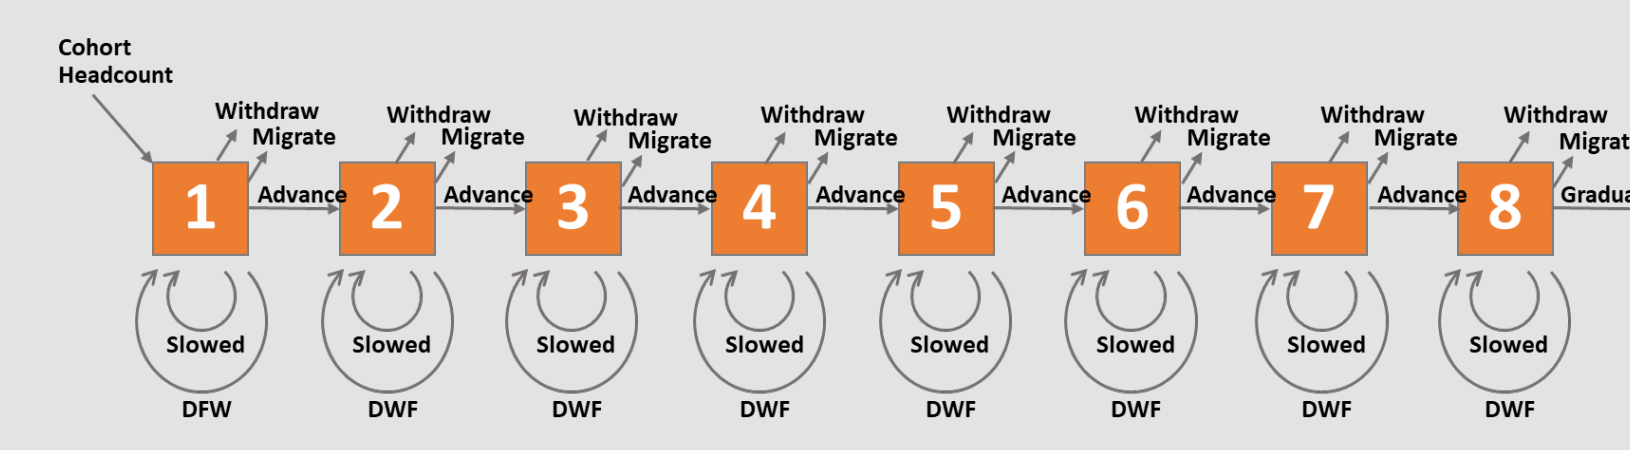 Cohort
Headcount
Withdraw Withdraw Withdraw Withdraw Withdraw Withdraw Withdraw Withdraw
Migrate Migrate Migrate Migrate Migrate Migrate Migrate Migrat
Advance Advance Advance Advance Advance Advance Advance Gradua
1 2 3 4 5 6 7 8
Slowed Slowed Slowed Slowed Slowed Slowed Slowed Slowed
DFW DWF DWF DWF DWF DWF DWF DWF